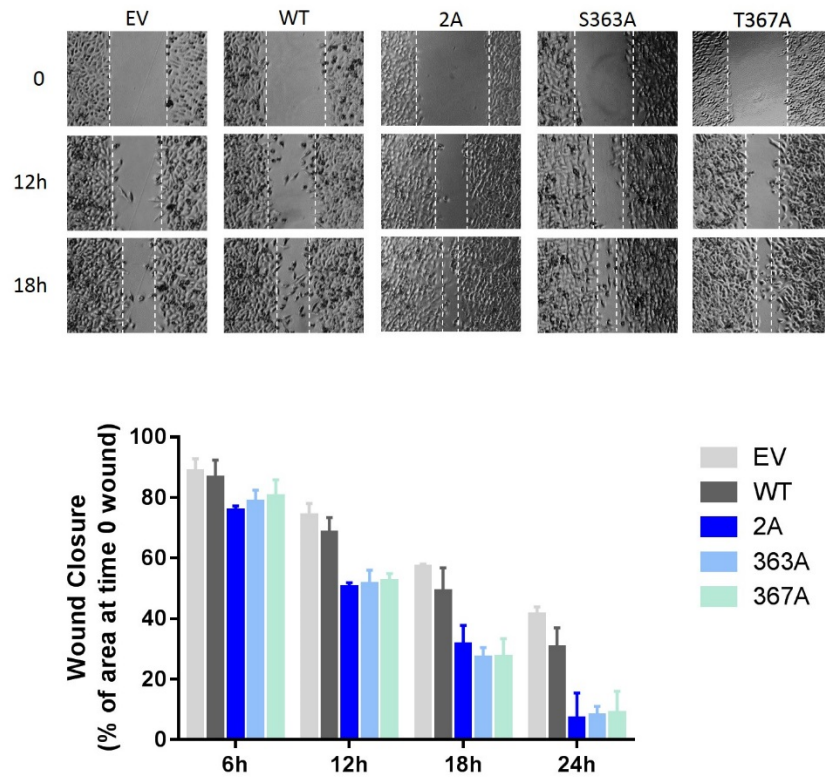 EV WT 2A S363A T367A
0
12h
18h
Wound Closure
(% of area at time 0 wound)
100
80
60
40
20
0
6h 12h 18h 24h
EV
WT
2A
363A
367A